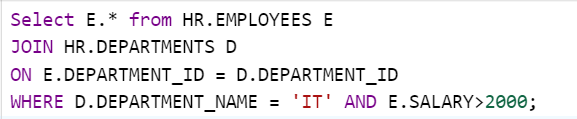 Select E.* from HR.EMPLOYEES E
JOIN HR.DEPARTMENTS D
ON E.DEPARTMENT_ID = D.DEPARTMENT_ID
WHERE D.DEPARTMENT_NAME = 'IT' AND E.SALARY>2000;